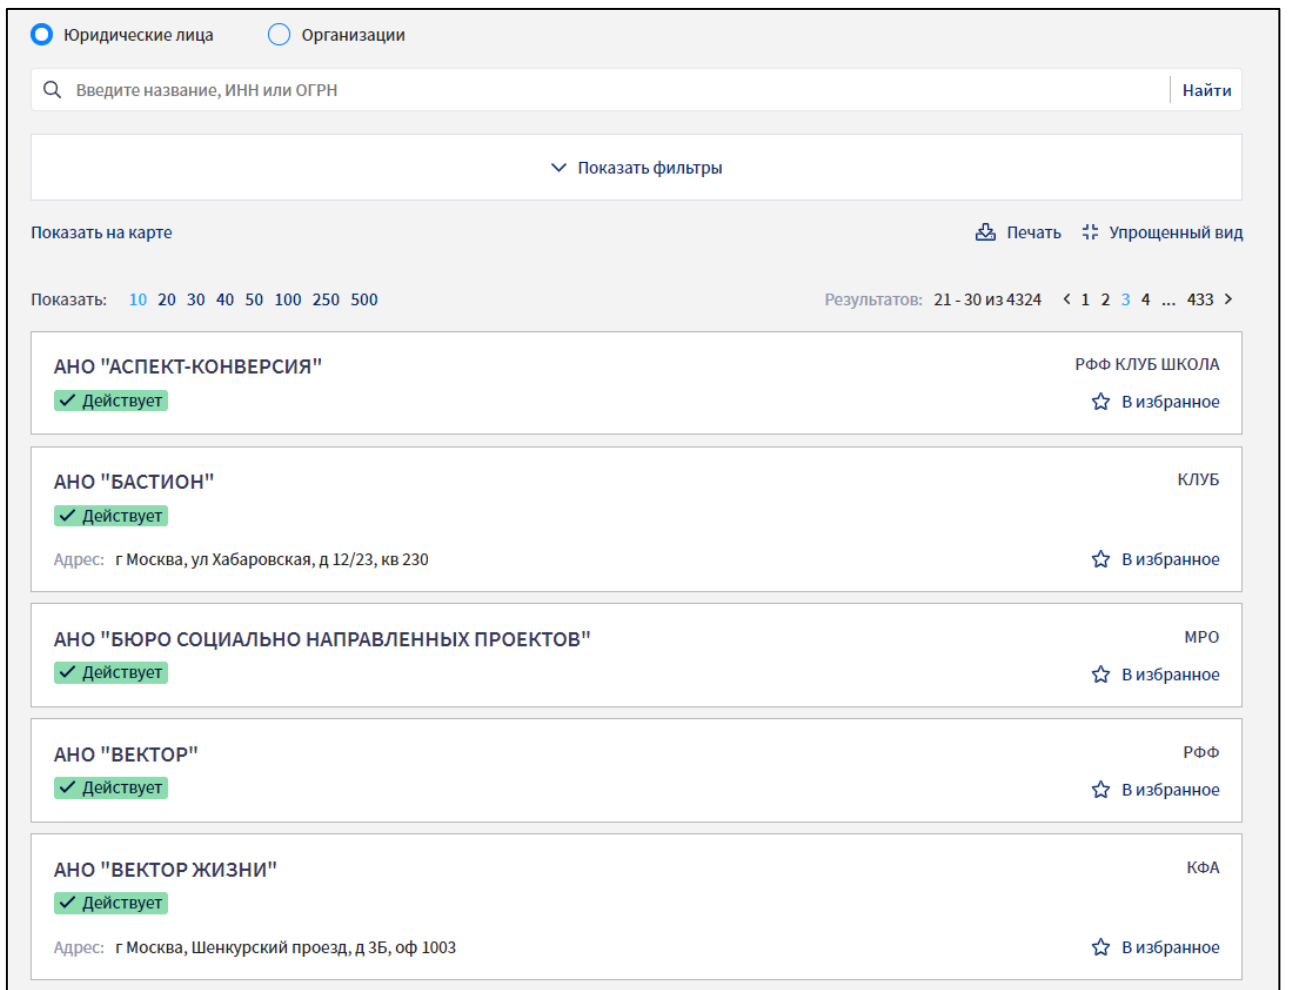 Юридические лица Организации
Введите название, ИНН или ОГРН Найти
Показать фильтры
Показать на карте Печать Упрощенный вид
Показать: 10 20 30 40 50 100 250 500 Результатов: 21 - 30 из 4324 < 1 2 3 4 ... 433 >
АНО "АСПЕКТ-КОНВЕРСИЯ" РФФ КЛУБ ШКОЛА
Действует В избранное
АНО "БАСТИОН" КЛУБ
Действует
Адрес: г Москва, ул Хабаровская, д 12/23, кв 230 В избранное
АНО "БЮРО СОЦИАЛЬНО НАПРАВЛЕННЫХ ПРОЕКТОВ" МРО
Действует В избранное
АНО "ВЕКТОР" РФФ
Действует В избранное
АНО "ВЕКТОР ЖИЗНИ" КФА
Действует
Адрес: г Москва, Шенкурский проезд, д 3Б, оф 1003 В избранное